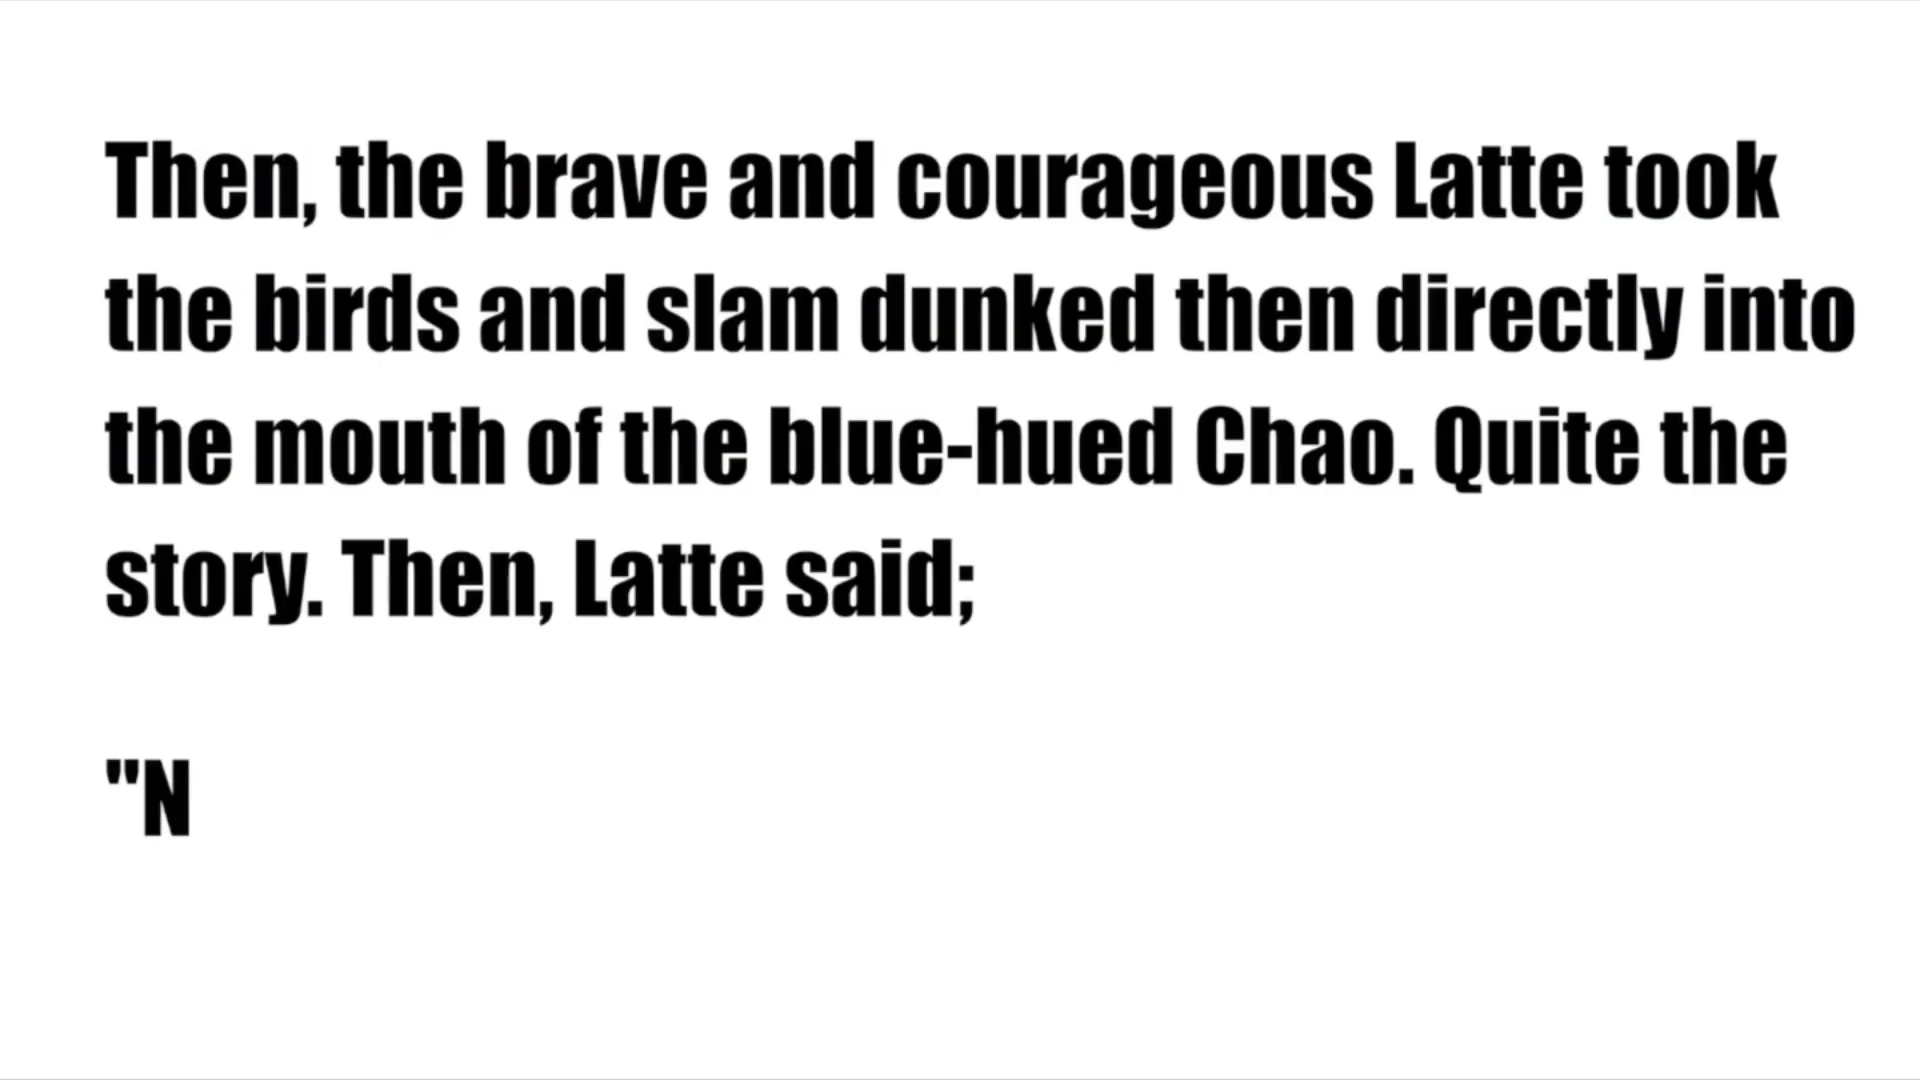 Then, the brave and courageous Latte took
the birds and slam dunked then directly into
the mouth of the blue-hued Chao. Quite the
story. Then, Latte said;
"N